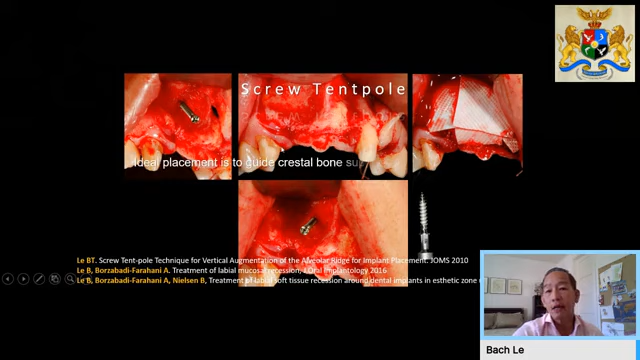 Screw Tentpole
Ideal placement is to guide crestal bone
Le BT. Screw Tent-pole Technique for Vertical Augmentation of the Alveolar Ridge for Implant Placement. JOMS 2010
Le B, Borzabadi-Farahani A. Treatment of labial mucosal recession, J Oral Implantology 2016
Le B, Borzabadi-Farahani A, Nielsen B, Treatment of labial soft tissue recession around dental implants in esthetic zone
Bach Le